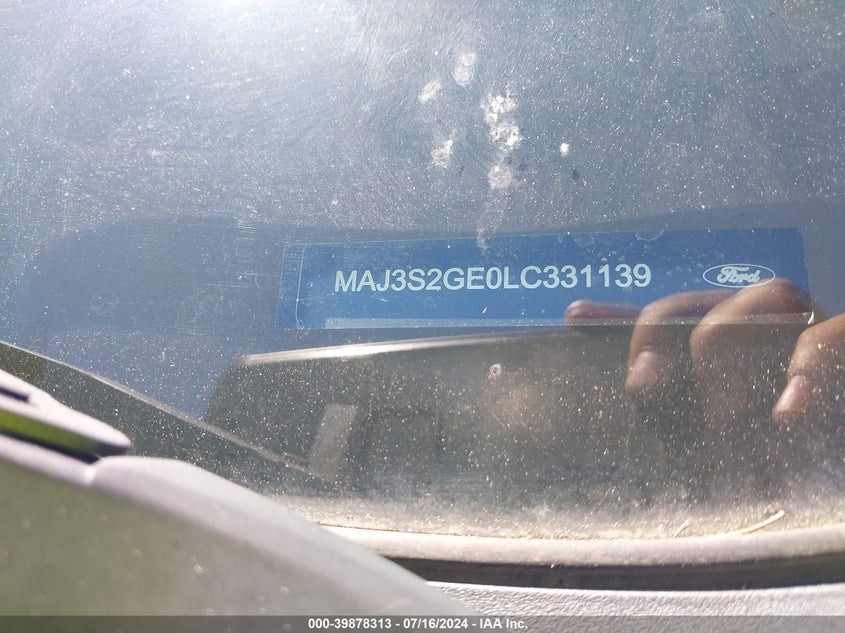 MAJ3S2GE0LC331139 Ford
000-39878313 - 07/16/2024 - IAA Inc.